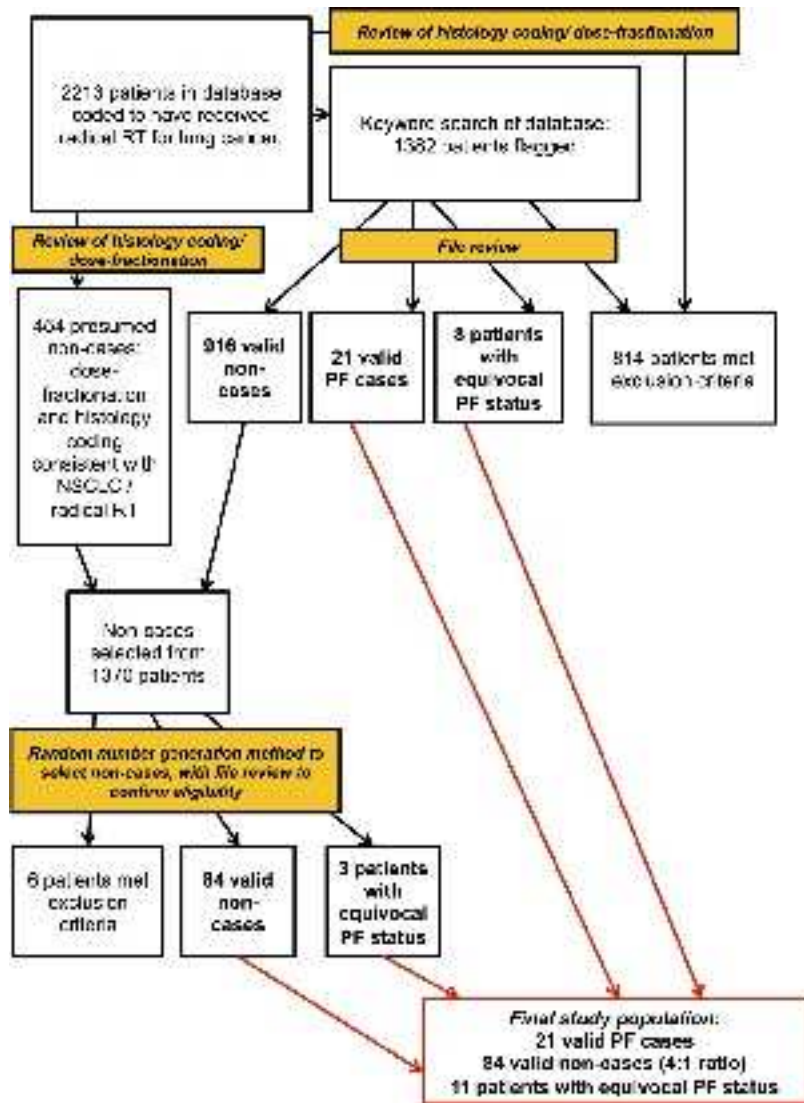 Review of histology coding/ dose-fractionation
2213 patients in database
coded to have received
radical RT for lung cancer
Keyword search of database:
1382 patients flagged
Review of histology coding/
dose-fractionation
File review
454 presumed
non-cases:
dose-
fractionation
and histology
coding
consistent with
NSCLC /
radical RT
916 valid
non-
cases
21 valid
PF cases
8 patients
with
equivocal
PF status
814 patients met
exclusion criteria
Non-cases
selected from
1370 patients
Random number generation method to
select non-cases, with file review to
confirm eligibility
6 patients met
exclusion
criteria
84 valid
non-
cases
3 patients
with
equivocal
PF status
Final study population:
21 valid PF cases
84 valid non-cases (4:1 ratio)
11 patients with equivocal PF status